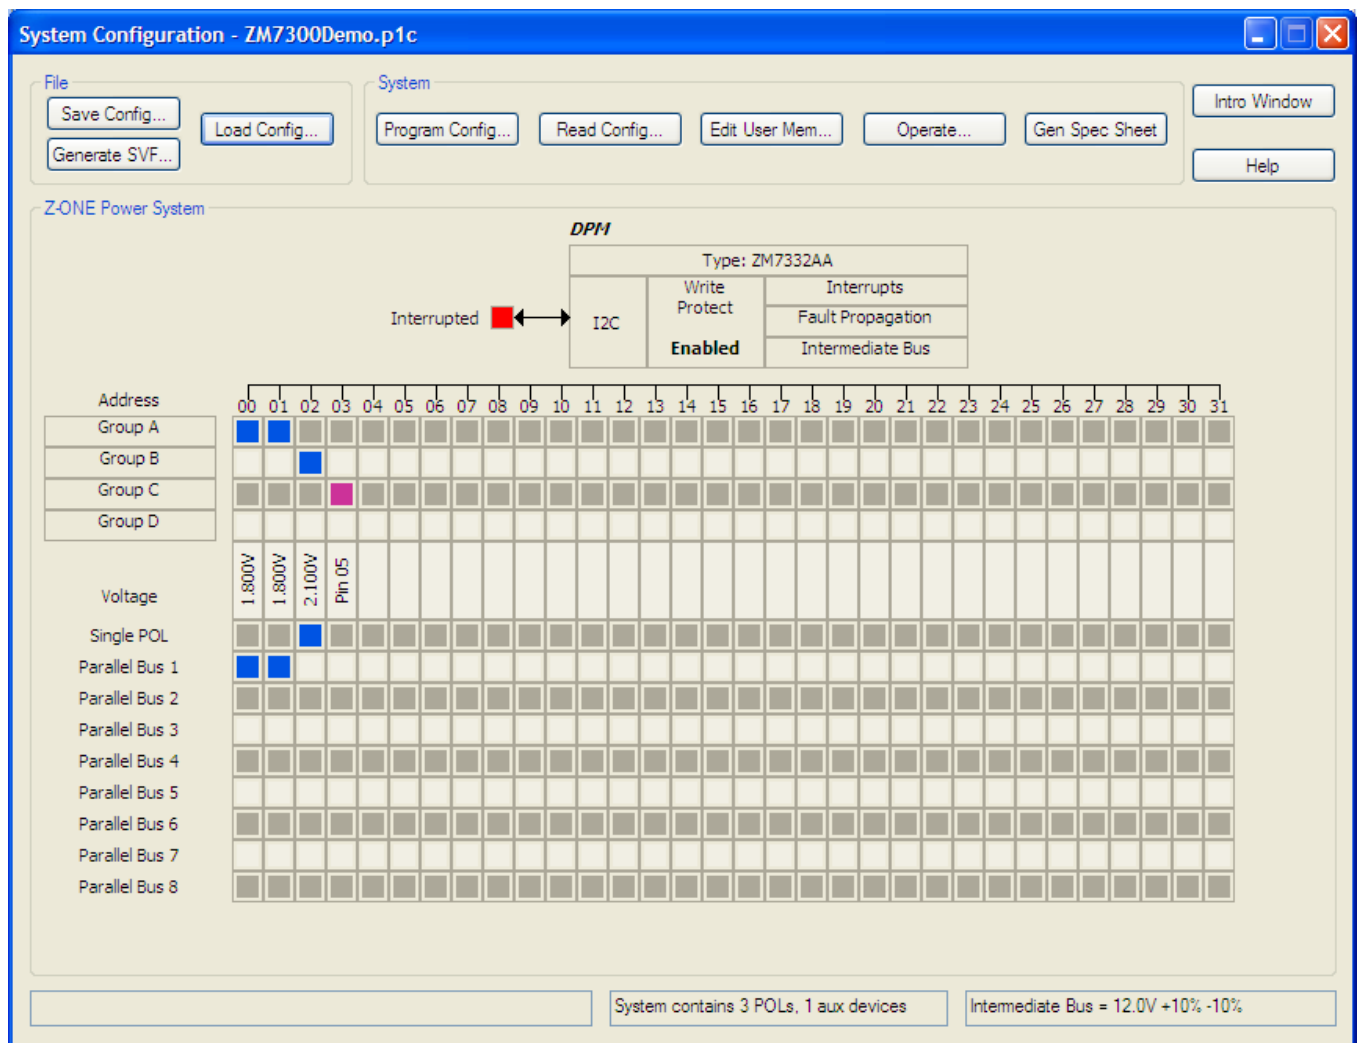 System Configuration - ZM7300Demo.p1c
File
System
Save Config...
Load Config...
Generate SVF...
Program Config...
Read Config...
Edit User Mem...
Operate...
Gen Spec Sheet
Intro Window
Help
Z-ONE Power System
DPM
Type: ZM7332AA
Interrupted
I2C
Write
Protect
Enabled
Interrupts
Fault Propagation
Intermediate Bus
Address 00 01 02 03 04 05 06 07 08 09 10 11 12 13 14 15 16 17 18 19 20 21 22 23 24 25 26 27 28 29 30 31
Group A
Group B
Group C
Group D
Voltage 1.800V 1.800V 2.100V Pin 05
Single POL
Parallel Bus 1
Parallel Bus 2
Parallel Bus 3
Parallel Bus 4
Parallel Bus 5
Parallel Bus 6
Parallel Bus 7
Parallel Bus 8
System contains 3 POLs, 1 aux devices
Intermediate Bus = 12.0V +10% -10%